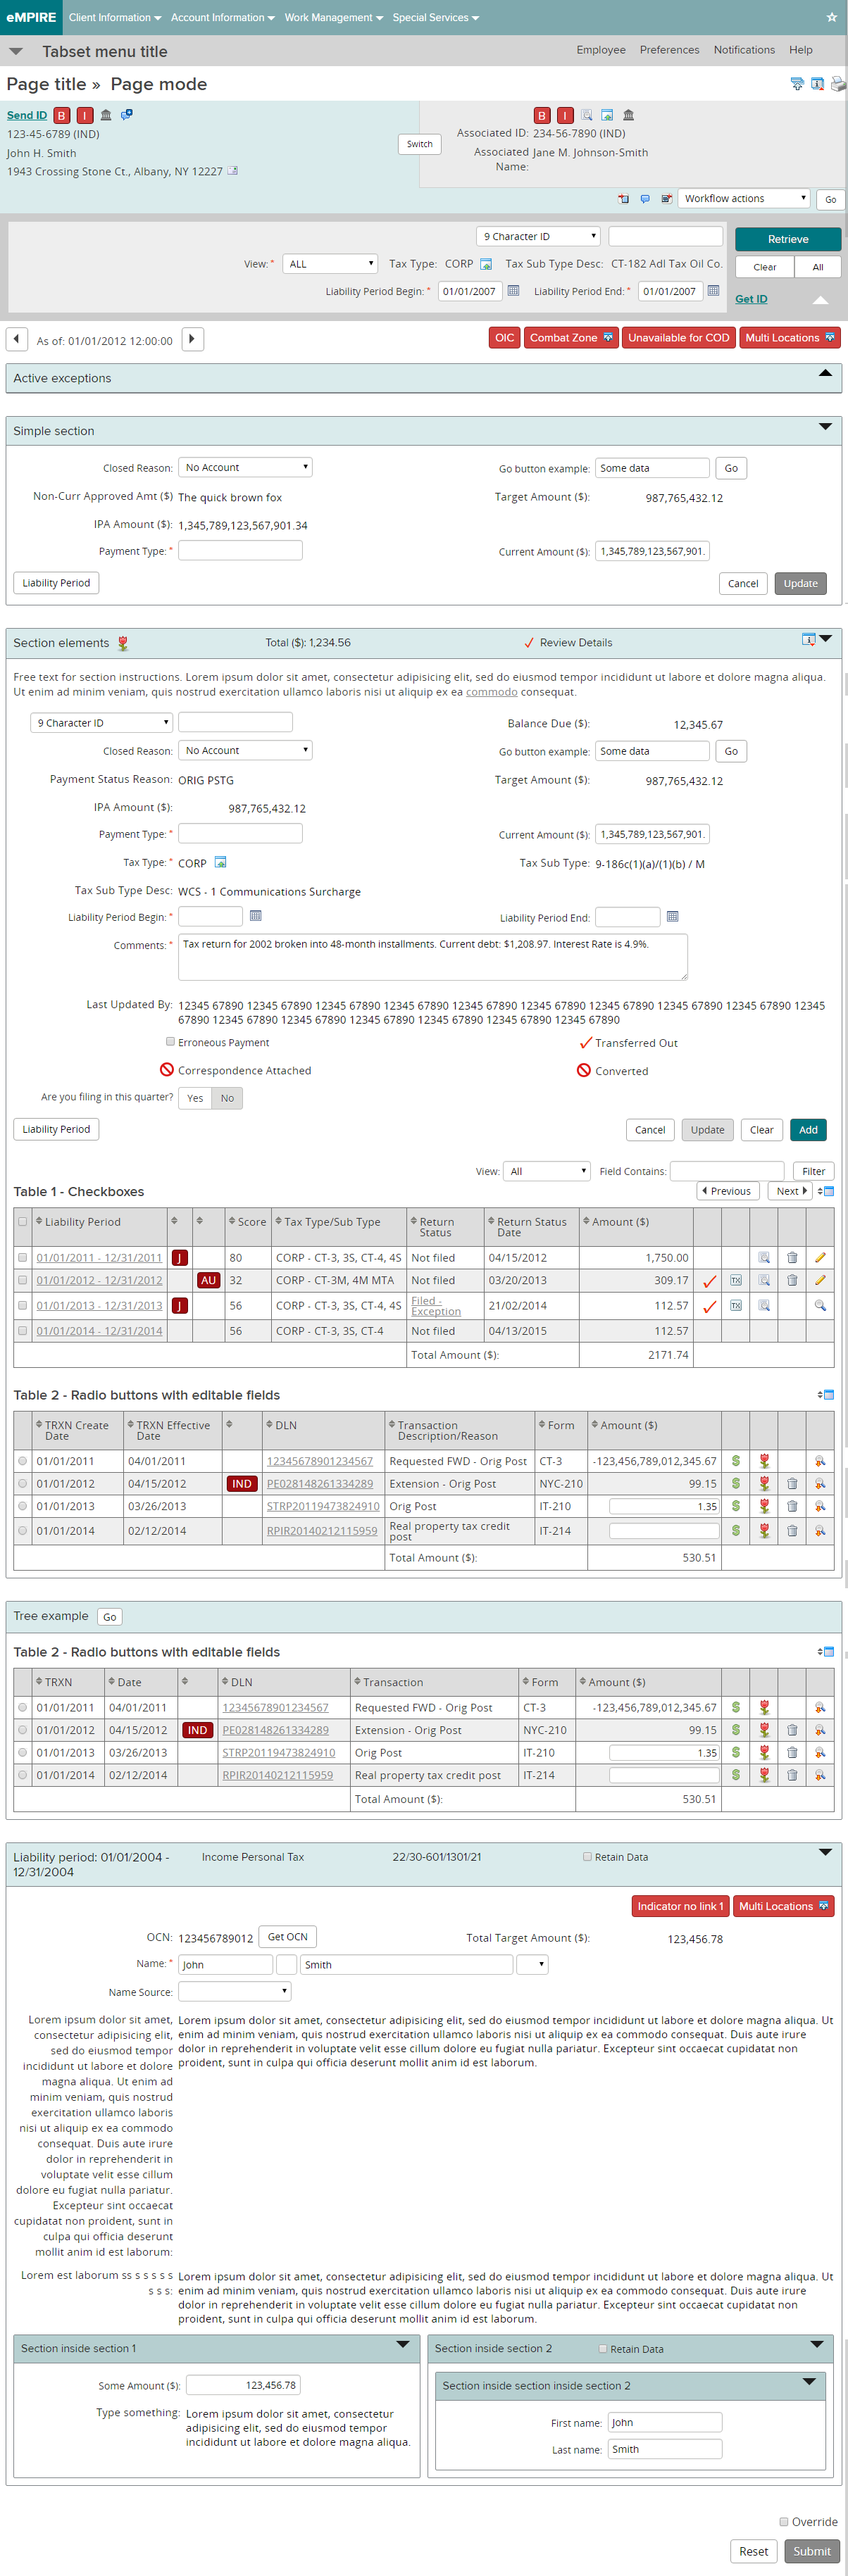 eMPIRE Client Information Account Information Work Management Special Services
Tabset menu title Employee Preferences Notifications Help
Page title » Page mode
Send ID B I B I
123-45-6789 (IND) Associated ID: 234-56-7890 (IND)
Switch
John H. Smith Associated Name: Jane M. Johnson-Smith
1943 Crossing Stone Ct., Albany, NY 12227
Workflow actions Go
9 Character ID Retrieve
View: * ALL Tax Type: CORP Tax Sub Type Desc: CT-182 Adl Tax Oil Co. Clear All
Liability Period Begin: * 01/01/2007 Liability Period End: * 01/01/2007 Get ID
As of: 01/01/2012 12:00:00 OIC Combat Zone Unavailable for COD Multi Locations
Active exceptions
Simple section
Closed Reason: No Account Go button example: Some data Go
Non-Curr Approved Amt ($) The quick brown fox Target Amount ($): 987,765,432.12
IPA Amount ($): 1,345,789,123,567,901.34
Payment Type: * Current Amount ($): 1,345,789,123,567,901.
Liability Period Cancel Update
Section elements Total ($): 1,234.56 Review Details
Free text for section instructions. Lorem ipsum dolor sit amet, consectetur adipisicing elit, sed do eiusmod tempor incididunt ut labore et dolore magna aliqua.
Ut enim ad minim veniam, quis nostrud exercitation ullamco laboris nisi ut aliquip ex ea commodo consequat.
9 Character ID Balance Due ($): 12,345.67
Closed Reason: No Account Go button example: Some data Go
Payment Status Reason: ORIG PSTG Target Amount ($): 987,765,432.12
IPA Amount ($): 987,765,432.12
Payment Type: * Current Amount ($): 1,345,789,123,567,901.
Tax Type: * CORP Tax Sub Type: 9-186c(1)(a)/(1)(b) / M
Tax Sub Type Desc: WCS - 1 Communications Surcharge
Liability Period Begin: * Liability Period End:
Comments: * Tax return for 2002 broken into 48-month installments. Current debt: $1,208.97. Interest Rate is 4.9%.
Last Updated By: 12345 67890 12345 67890 12345 67890 12345 67890 12345 67890 12345 67890 12345 67890 12345 67890 12345 67890 12345
67890 12345 67890 12345 67890 12345 67890 12345 67890 12345 67890 12345 67890
Erroneous Payment Transferred Out
Correspondence Attached Converted
Are you filing in this quarter? Yes No
Liability Period Cancel Update Clear Add
View: All Field Contains: Filter
Table 1 - Checkboxes Previous Next
Liability Period Score Tax Type/Sub Type Return Status Return Status Date Amount ($)
01/01/2011 - 12/31/2011 J 80 CORP - CT-3, 3S, CT-4, 4S Not filed 04/15/2012 1,750.00
01/01/2012 - 12/31/2012 AU 32 CORP - CT-3M, 4M MTA Not filed 03/20/2013 309.17 TX
01/01/2013 - 12/31/2013 J 56 CORP - CT-3, 3S, CT-4, 4S Filed - Exception 21/02/2014 112.57 TX
01/01/2014 - 12/31/2014 56 CORP - CT-3, 3S, CT-4 Not filed 04/13/2015 112.57
Total Amount ($): 2171.74
Table 2 - Radio buttons with editable fields
TRXN Create Date TRXN Effective Date DLN Transaction Description/Reason Form Amount ($)
01/01/2011 04/01/2011 12345678901234567 Requested FWD - Orig Post CT-3 -123,456,789,012,345.67
01/01/2012 04/15/2012 IND PE028148261334289 Extension - Orig Post NYC-210 99.15
01/01/2013 03/26/2013 STRP20119473824910 Orig Post IT-210 1.35
01/01/2014 02/12/2014 RPIR20140212115959 Real property tax credit post IT-214
Total Amount ($): 530.51
Tree example Go
Table 2 - Radio buttons with editable fields
TRXN Date DLN Transaction Form Amount ($)
01/01/2011 04/01/2011 12345678901234567 Requested FWD - Orig Post CT-3 -123,456,789,012,345.67
01/01/2012 04/15/2012 IND PE028148261334289 Extension - Orig Post NYC-210 99.15
01/01/2013 03/26/2013 STRP20119473824910 Orig Post IT-210 1.35
01/01/2014 02/12/2014 RPIR20140212115959 Real property tax credit post IT-214
Total Amount ($): 530.51
Liability period: 01/01/2004 - Income Personal Tax 22/30-601/1301/21 Retain Data
12/31/2004
Indicator no link 1 Multi Locations
OCN: 123456789012 Get OCN Total Target Amount ($): 123,456.78
Name: * John Smith
Name Source:
Lorem ipsum dolor sit amet,
consectetur adipisicing elit,
sed do eiusmod tempor
incididunt ut labore et dolore
magna aliqua. Ut enim ad
minim veniam, quis nostrud
exercitation ullamco laboris
nisi ut aliquip ex ea commodo
consequat. Duis aute irure
dolor in reprehenderit in
voluptate velit esse cillum
dolore eu fugiat nulla pariatur.
Excepteur sint occaecat
cupidatat non proident, sunt in
culpa qui officia deserunt
mollit anim id est laborum:
Lorem ipsum dolor sit amet, consectetur adipisicing elit, sed do eiusmod tempor incididunt ut labore et dolore magna aliqua. Ut
enim ad minim veniam, quis nostrud exercitation ullamco laboris nisi ut aliquip ex ea commodo consequat. Duis aute irure
dolor in reprehenderit in voluptate velit esse cillum dolore eu fugiat nulla pariatur. Excepteur sint occaecat cupidatat non
proident, sunt in culpa qui officia deserunt mollit anim id est laborum.
Lorem est laborum ss s s s s s
s s s:
Lorem ipsum dolor sit amet, consectetur adipisicing elit, sed do eiusmod tempor incididunt ut labore et dolore magna aliqua. Ut
enim ad minim veniam, quis nostrud exercitation ullamco laboris nisi ut aliquip ex ea commodo consequat. Duis aute irure
dolor in reprehenderit in voluptate velit esse cillum dolore eu fugiat nulla pariatur. Excepteur sint occaecat cupidatat non
proident, sunt in culpa qui officia deserunt mollit anim id est laborum.
Section inside section 1
Some Amount ($): 123,456.78
Type something: Lorem ipsum dolor sit amet, consectetur
adipisicing elit, sed do eiusmod tempor
incididunt ut labore et dolore magna aliqua.
Section inside section 2 Retain Data
Section inside section inside section 2
First name: John
Last name: Smith
Override
Reset Submit